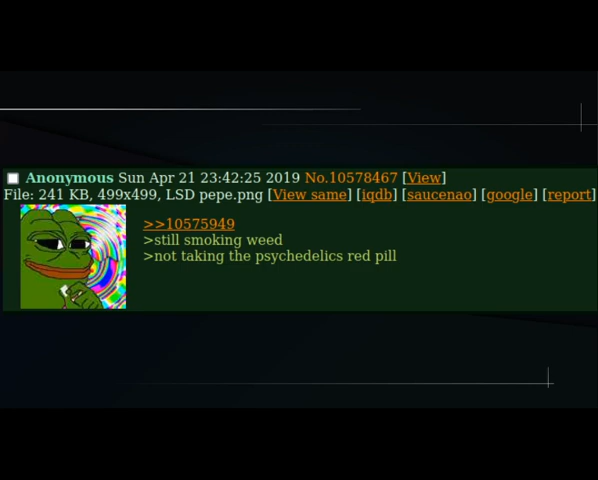 Anonymous Sun Apr 21 23:42:25 2019 No.10578467 [View]
File: 241 KB, 499x499, LSD pepe.png [View same] [iqdb] [saucenao] [google] [report]
>>10575949
>still smoking weed
>not taking the psychedelics red pill